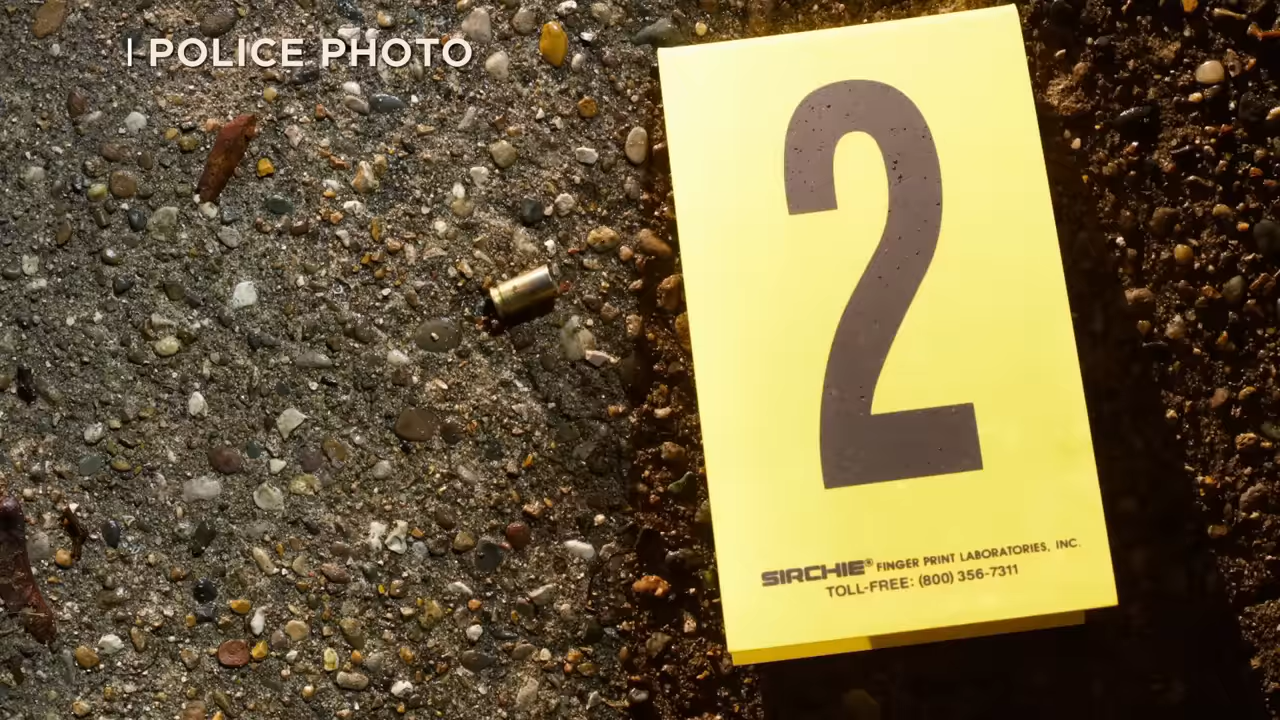 | POLICE PHOTO
2
SIRCHIE® FINGER PRINT LABORATORIES, INC.
TOLL-FREE: (800) 356-7311